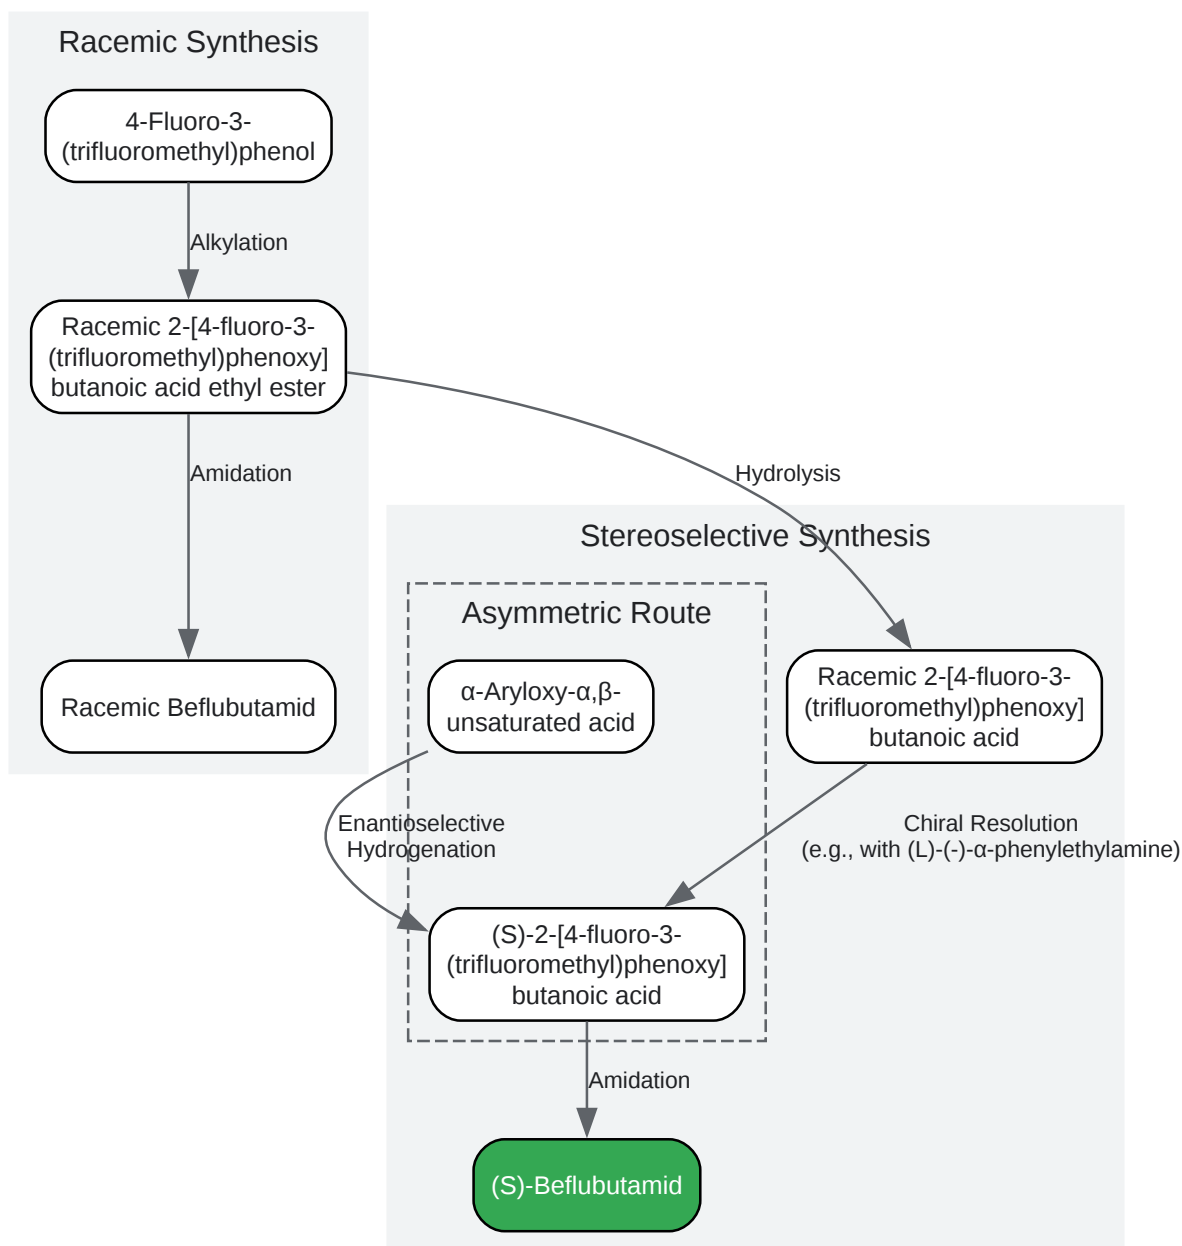 Racemic Synthesis
4-Fluoro-3-
(trifluoromethyl)phenol
Alkylation
Racemic 2-[4-fluoro-3-
(trifluoromethyl)phenoxy]
butanoic acid ethyl ester
Amidation
Hydrolysis
Racemic Beflubutamid
Stereoselective Synthesis
Asymmetric Route
α-Aryloxy-α,β-
unsaturated acid
Racemic 2-[4-fluoro-3-
(trifluoromethyl)phenoxy]
butanoic acid
Enantioselective
Hydrogenation
Chiral Resolution
(e.g., with (L)-(-)-α-phenylethylamine)
(S)-2-[4-fluoro-3-
(trifluoromethyl)phenoxy]
butanoic acid
Amidation
(S)-Beflubutamid